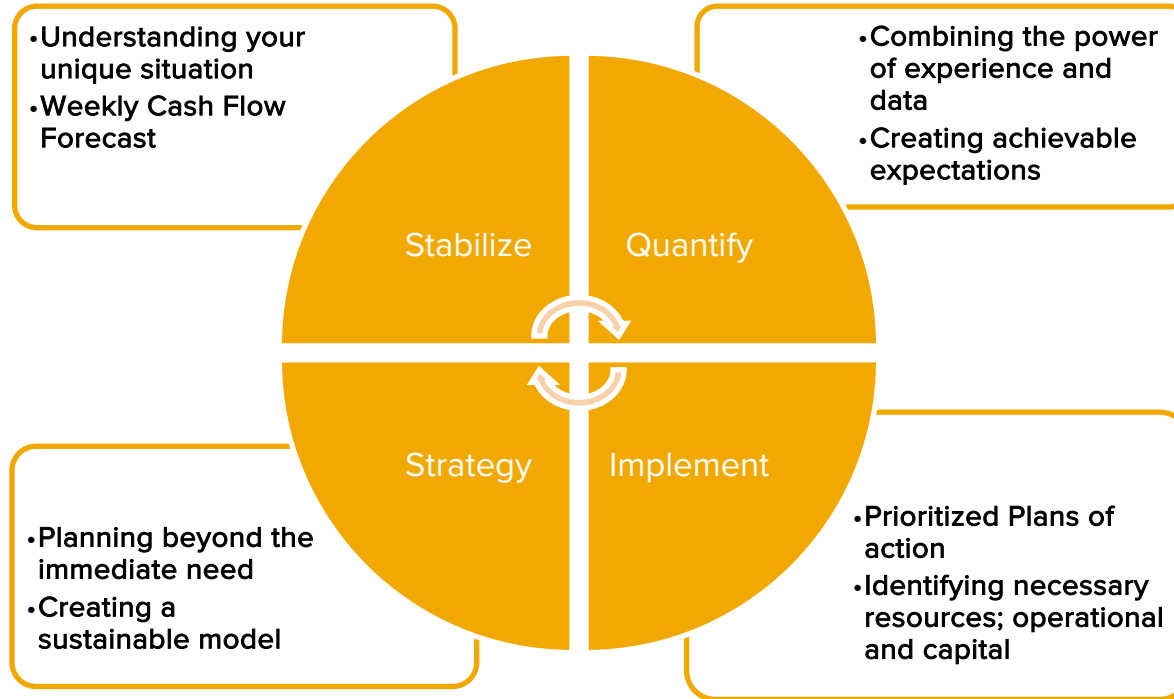 •Understanding your
unique situation
•Weekly Cash Flow
Forecast
•Combining the power
of experience and
data
•Creating achievable
expectations
Stabilize
Quantify
Strategy
Implement
•Planning beyond the
immediate need
•Creating a
sustainable model
•Prioritized Plans of
action
•Identifying necessary
resources; operational
and capital